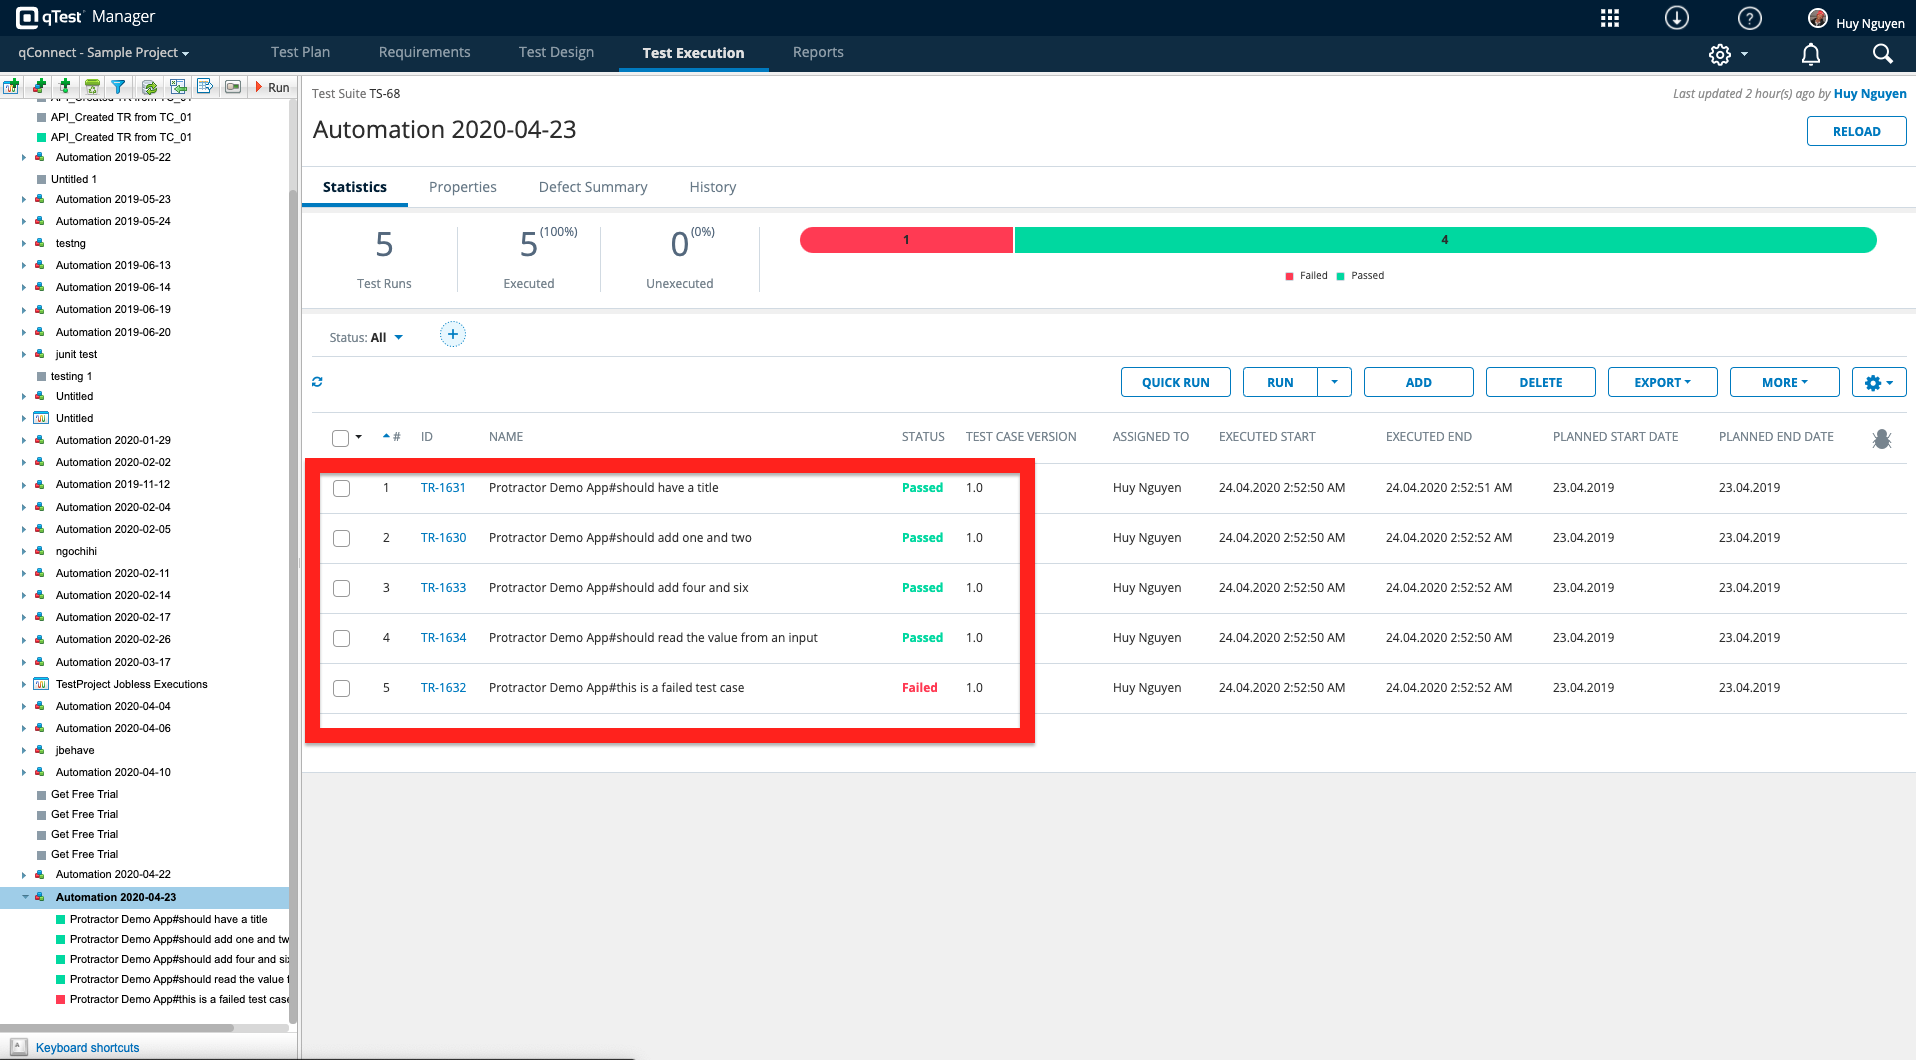 qTest Manager
Huy Nguyen
qConnect - Sample Project
Test Plan
Requirements
Test Design
Test Execution
Reports
Run
API_Created TR from TC_01
API_Created TR from TC_01
API_Created TR from TC_01
Automation 2019-05-22
Untitled 1
Automation 2019-05-23
Automation 2019-05-24
testng
Automation 2019-06-13
Automation 2019-06-14
Automation 2019-06-19
Automation 2019-06-20
junit test
testing 1
Untitled
Untitled
Automation 2020-01-29
Automation 2020-02-02
Automation 2019-11-12
Automation 2020-02-04
Automation 2020-02-05
ngochihi
Automation 2020-02-11
Automation 2020-02-14
Automation 2020-02-17
Automation 2020-02-26
Automation 2020-03-17
TestProject Jobless Executions
Automation 2020-04-04
Automation 2020-04-06
jbehave
Automation 2020-04-10
Get Free Trial
Get Free Trial
Get Free Trial
Get Free Trial
Automation 2020-04-22
Automation 2020-04-23
Protractor Demo App#should have a title
Protractor Demo App#should add one and tw
Protractor Demo App#should add four and six
Protractor Demo App#should read the value f
Protractor Demo App#this is a failed test case
Keyboard shortcuts
Test Suite TS-68
Last updated 2 hour(s) ago by Huy Nguyen
Automation 2020-04-23
RELOAD
Statistics
Properties
Defect Summary
History
5
Test Runs
5 (100%)
Executed
0 (0%)
Unexecuted
1
4
Failed
Passed
Status: All
+
QUICK RUN
RUN
ADD
DELETE
EXPORT
MORE
# ID NAME STATUS TEST CASE VERSION ASSIGNED TO EXECUTED START EXECUTED END PLANNED START DATE PLANNED END DATE
1 TR-1631 Protractor Demo App#should have a title Passed 1.0 Huy Nguyen 24.04.2020 2:52:50 AM 24.04.2020 2:52:51 AM 23.04.2019 23.04.2019
2 TR-1630 Protractor Demo App#should add one and two Passed 1.0 Huy Nguyen 24.04.2020 2:52:50 AM 24.04.2020 2:52:52 AM 23.04.2019 23.04.2019
3 TR-1633 Protractor Demo App#should add four and six Passed 1.0 Huy Nguyen 24.04.2020 2:52:50 AM 24.04.2020 2:52:52 AM 23.04.2019 23.04.2019
4 TR-1634 Protractor Demo App#should read the value from an input Passed 1.0 Huy Nguyen 24.04.2020 2:52:50 AM 24.04.2020 2:52:50 AM 23.04.2019 23.04.2019
5 TR-1632 Protractor Demo App#this is a failed test case Failed 1.0 Huy Nguyen 24.04.2020 2:52:50 AM 24.04.2020 2:52:52 AM 23.04.2019 23.04.2019